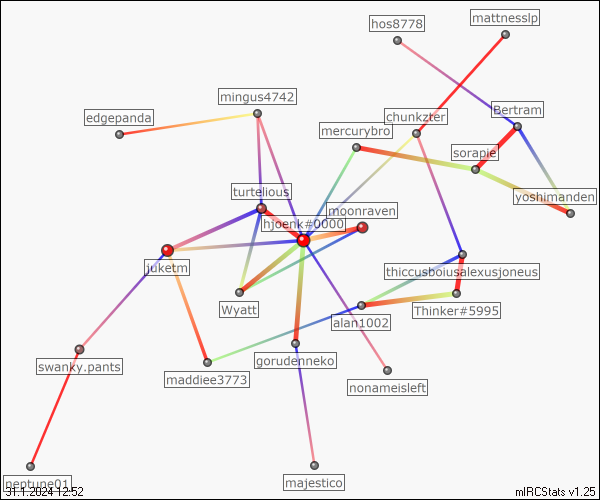 hos8778
mattnesslp
mingus4742
edgepanda
chunkzter
Bertram
mercurybro
sorapie
turtelious
yoshimanden
moonraven
hjoenk#0000
juketm
thiccusboiusalexusjoneus
Wyatt
Thinker#5995
alan1002
swanky.pants
gorudenneko
maddiee3773
nonameisleft
neptune01
majestico
31.1.2024 12:52
mIRCStats v1.25